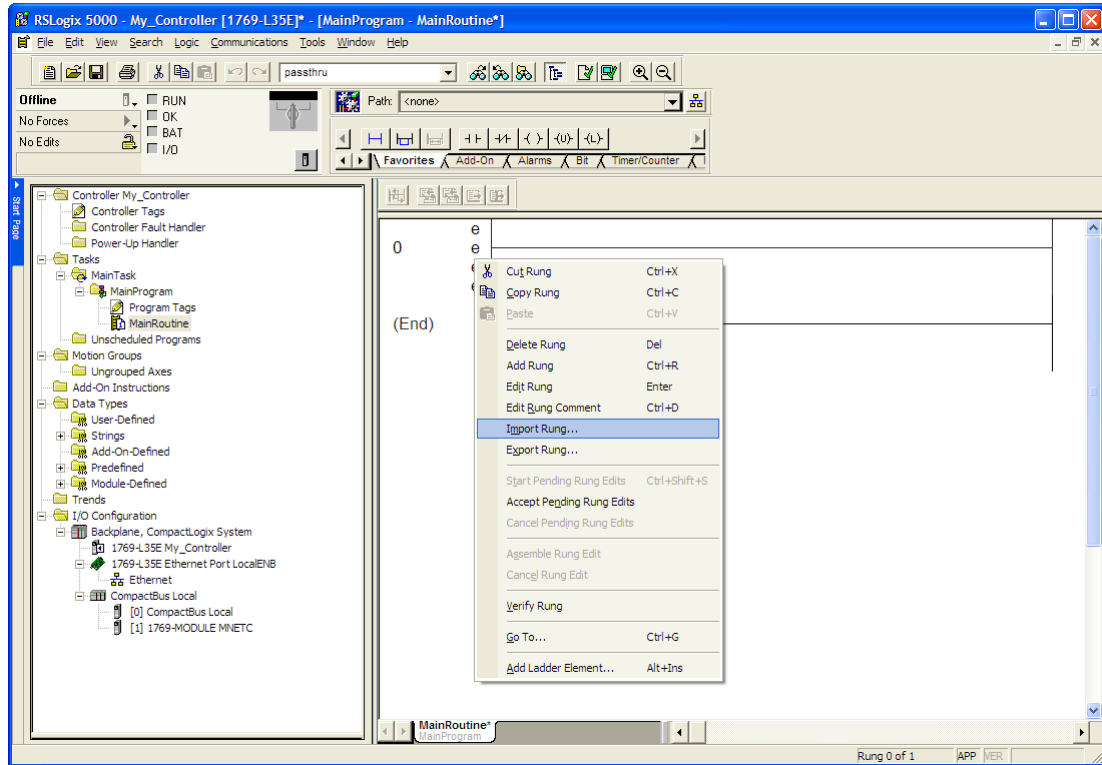 RSLogix 5000 - My_Controller [1769-L35E]* - [MainProgram - MainRoutine*]
File Edit View Search Logic Communications Tools Window Help
passthru
Offline
RUN
No Forces
OK
No Edits
BAT
I/O
Path: <none>
Favorites Add-On Alarms Bit Timer/Counter
Start Page
Controller My_Controller
Controller Tags
Controller Fault Handler
Power-Up Handler
Tasks
MainTask
MainProgram
Program Tags
MainRoutine
Unscheduled Programs
Motion Groups
Ungrouped Axes
Add-On Instructions
Data Types
User-Defined
Strings
Add-On-Defined
Predefined
Module-Defined
Trends
I/O Configuration
Backplane, CompactLogix System
1769-L35E My_Controller
1769-L35E Ethernet Port LocalENB
Ethernet
CompactBus Local
[0] CompactBus Local
[1] 1769-MODULE MNETC
e
0 e
e
e
(End)
Cut Rung Ctrl+X
Copy Rung Ctrl+C
Paste Ctrl+V
Delete Rung Del
Add Rung Ctrl+R
Edit Rung Enter
Edit Rung Comment Ctrl+D
Import Rung...
Export Rung...
Start Pending Rung Edits Ctrl+Shift+S
Accept Pending Rung Edits
Cancel Pending Rung Edits
Assemble Rung Edit
Cancel Rung Edit
Verify Rung
Go To... Ctrl+G
Add Ladder Element... Alt+Ins
MainRoutine*
MainProgram
Rung 0 of 1 APP VER